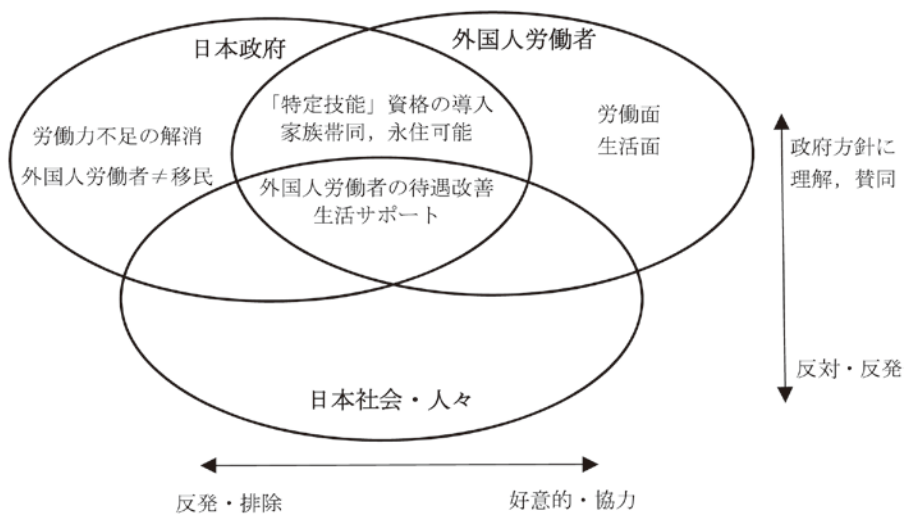 日本政府
外国人労働者
「特定技能」資格の導入
家族帯同，永住可能
労働力不足の解消
外国人労働者≠移民
労働面
生活面
外国人労働者の待遇改善
生活サポート
政府方針に
理解，賛同
反対・反発
日本社会・人々
反発・排除
好意的・協力